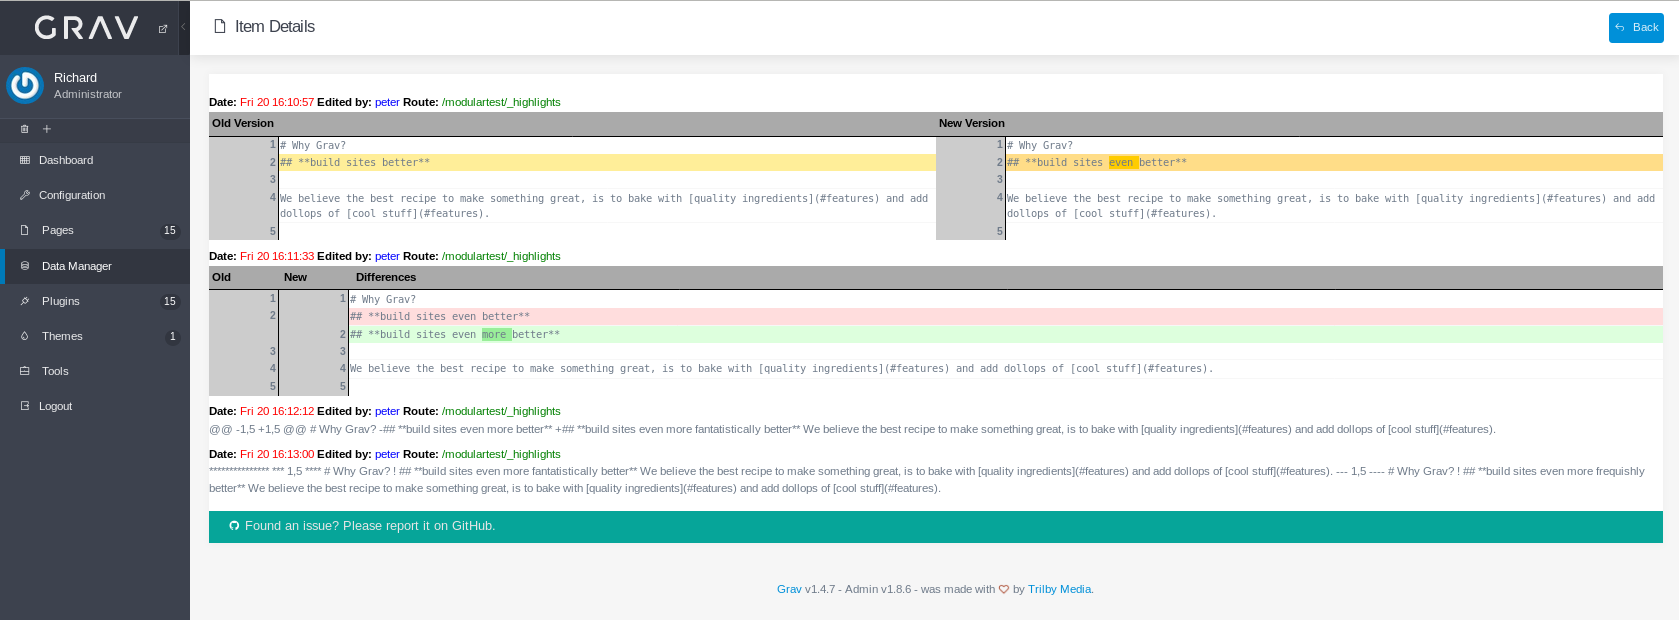 GRAV
Item Details
Back
Richard
Administrator
Dashboard
Configuration
Pages 15
Data Manager
Plugins 15
Themes 1
Tools
Logout
Date: Fri 20 16:10:57 Edited by: peter Route: /modulartest/_highlights
Old Version New Version
1 # Why Grav? 1 # Why Grav?
2 ## **build sites better** 2 ## **build sites even better**
3 3
4 We believe the best recipe to make something great, is to bake with [quality ingredients](#features) and add 4 We believe the best recipe to make something great, is to bake with [quality ingredients](#features) and add
dollops of [cool stuff](#features). dollops of [cool stuff](#features).
5 5
Date: Fri 20 16:11:33 Edited by: peter Route: /modulartest/_highlights
Old New Differences
1 1 # Why Grav?
2 ## **build sites even better**
2 ## **build sites even more better**
3 3
4 4 We believe the best recipe to make something great, is to bake with [quality ingredients](#features) and add dollops of [cool stuff](#features).
5 5
Date: Fri 20 16:12:12 Edited by: peter Route: /modulartest/_highlights
@@ -1,5 +1,5 @@ # Why Grav? -## **build sites even more better** +## **build sites even more fantatistically better** We believe the best recipe to make something great, is to bake with [quality ingredients](#features) and add dollops of [cool stuff](#features).
Date: Fri 20 16:13:00 Edited by: peter Route: /modulartest/_highlights
*************** *** 1,5 **** # Why Grav? ! ## **build sites even more fantatistically better** We believe the best recipe to make something great, is to bake with [quality ingredients](#features) and add dollops of [cool stuff](#features). --- 1,5 ---- # Why Grav? ! ## **build sites even more frequishly
better** We believe the best recipe to make something great, is to bake with [quality ingredients](#features) and add dollops of [cool stuff](#features).
Found an issue? Please report it on GitHub.
Grav v1.4.7 - Admin v1.8.6 - was made with by Trilby Media.